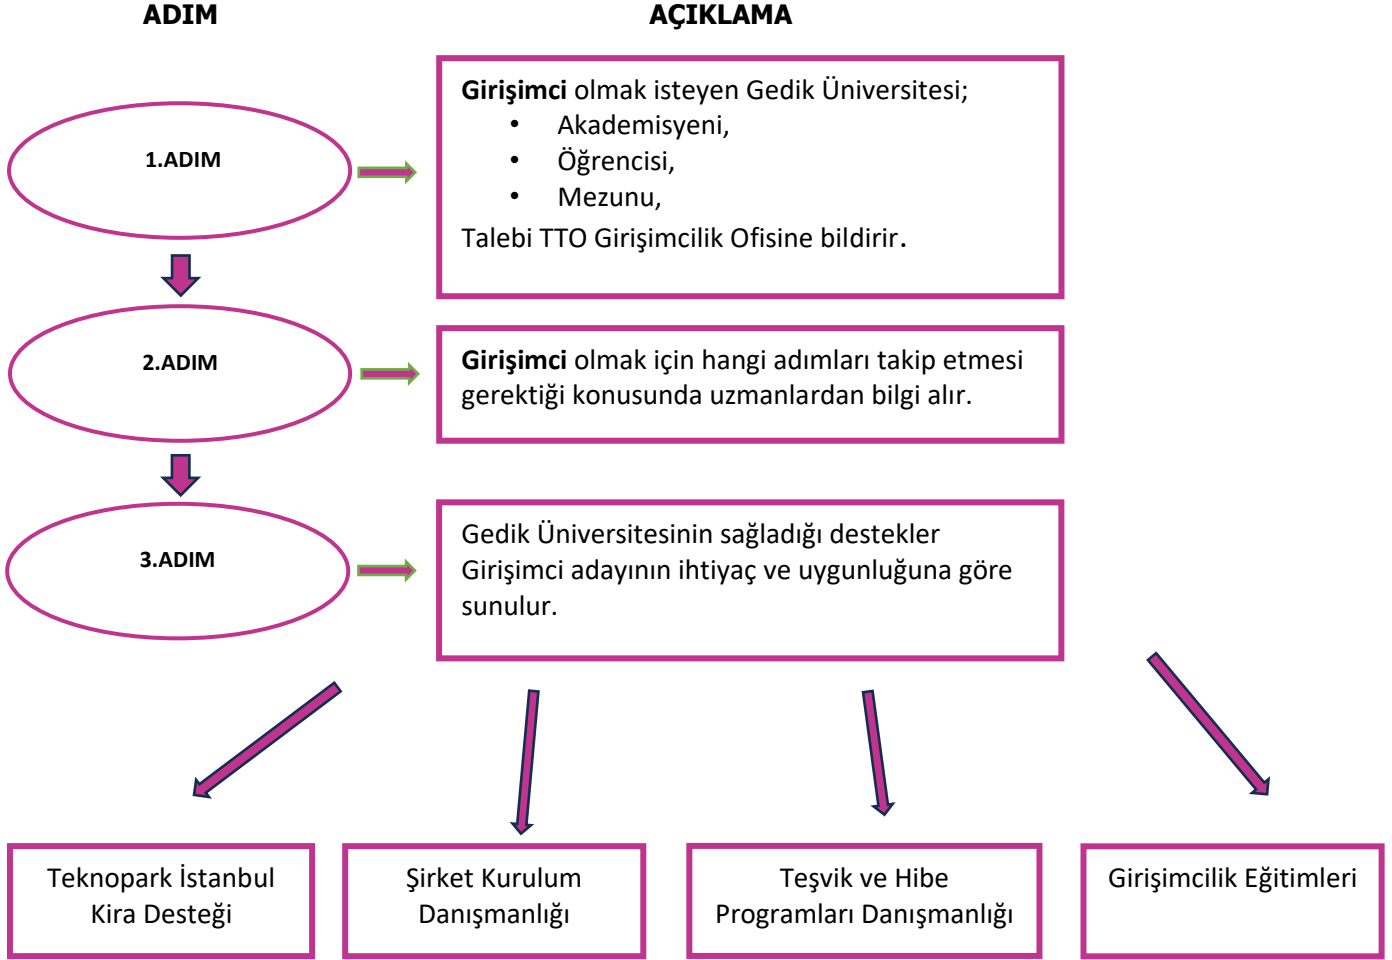 ADIM
AÇIKLAMA
1.ADIM
Girişimci olmak isteyen Gedik Üniversitesi;
• Akademisyeni,
• Öğrencisi,
• Mezunu,
Talebi TTO Girişimcilik Ofisine bildirir.
2.ADIM
Girişimci olmak için hangi adımları takip etmesi
gerektiği konusunda uzmanlardan bilgi alır.
3.ADIM
Gedik Üniversitesinin sağladığı destekler
Girişimci adayının ihtiyaç ve uygunluğuna göre
sunulur.
Teknopark İstanbul
Kira Desteği
Şirket Kurulum
Danışmanlığı
Teşvik ve Hibe
Programları Danışmanlığı
Girişimcilik Eğitimleri